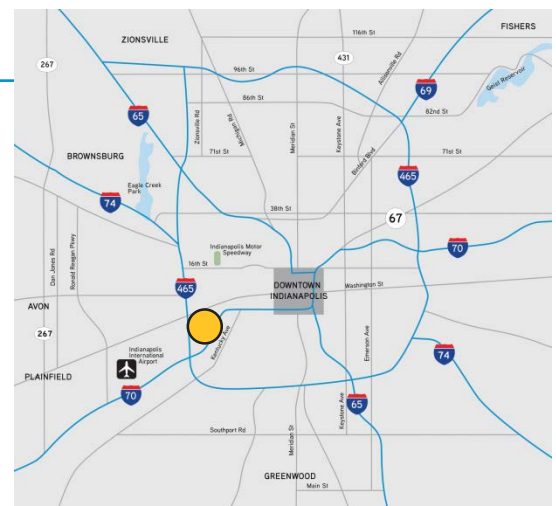 FISHERS
ZIONSVILLE
116th St
267
431
Allisonville Rd
96th St
Geist Reservoir
69
86th St
82nd St
65
Zionsville Rd
Michigan Rd
Meridian St
Keystone Ave
Binford Blvd
71st St
71st St
BROWNSBURG
465
Eagle Creek
Park
74
38th St
67
70
Dan Jones Rd
Ronald Reagan Pkwy
Indianapolis Motor
Speedway
16th St
465
DOWNTOWN
INDIANAPOLIS
Washington St
AVON
267
Kentucky Ave
Emerson Ave
Indianapolis
International
Airport
74
PLAINFIELD
70
65
Keystone Ave
Southport Rd
Meridian St
GREENWOOD
Main St